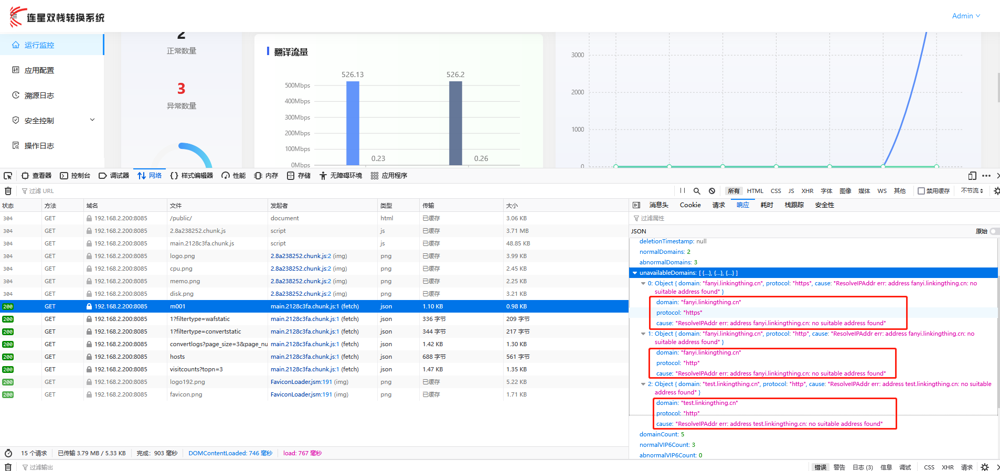 连星双栈转换系统
Admin
运行监控
应用配置
溯源日志
安全控制
操作日志
2
正常数量
3
异常数量
翻译流量
526.13
526.2
500Mbps
400Mbps
300Mbps
200Mbps
100Mbps
0Mbps
0.23
0.26
3000
2000
1000
0
查看器 控制台 调试器 网络 {} 样式编辑器 性能 内存 存储 无障碍环境 应用程序
过滤 URL
所有 HTML CSS JS XHR 字体 图像 媒体 WS 其他 禁用缓存 不节流
状态 方法 域名 文件 发起者 类型 传输 大小
304 GET 192.168.2.200:8085 /public/ document html 已缓存 3.06 KB
304 GET 192.168.2.200:8085 2.8a238252.chunk.js script js 已缓存 3.71 MB
304 GET 192.168.2.200:8085 main.2128c3fa.chunk.js script js 已缓存 48.85 KB
304 GET 192.168.2.200:8085 logo.png 2.8a238252.chunk.js:2 (img) png 已缓存 3.99 KB
304 GET 192.168.2.200:8085 cpu.png 2.8a238252.chunk.js:2 (img) png 已缓存 2.45 KB
304 GET 192.168.2.200:8085 memo.png 2.8a238252.chunk.js:2 (img) png 已缓存 2.25 KB
304 GET 192.168.2.200:8085 disk.png 2.8a238252.chunk.js:2 (img) png 已缓存 3.21 KB
200 GET 192.168.2.200:8085 m001 main.2128c3fa.chunk.js:1 (fetch) json 1.10 KB 0.98 KB
200 GET 192.168.2.200:8085 1?filtertype=wafstatic main.2128c3fa.chunk.js:1 (fetch) json 336 字节 209 字节
200 GET 192.168.2.200:8085 1?filtertype=convertstatic main.2128c3fa.chunk.js:1 (fetch) json 344 字节 217 字节
200 GET 192.168.2.200:8085 convertlogs?page_size=3&page_nu main.2128c3fa.chunk.js:1 (fetch) json 1.42 KB 1.30 KB
200 GET 192.168.2.200:8085 hosts main.2128c3fa.chunk.js:1 (fetch) json 688 字节 561 字节
200 GET 192.168.2.200:8085 visitcounts?topn=3 main.2128c3fa.chunk.js:1 (fetch) json 1.47 KB 1.35 KB
200 GET 192.168.2.200:8085 logo192.png FaviconLoader.jsm:191 (img) png 已缓存 5.22 KB
200 GET 192.168.2.200:8085 favicon.png FaviconLoader.jsm:191 (img) png 已缓存 1.71 KB
消息头 Cookie 请求 响应 耗时 栈跟踪 安全性
过滤属性
JSON 原始
deletionTimestamp: null
normalDomains: 2
abnormalDomains: 3
unavailableDomains: [ {…}, {…}, {…} ]
0: Object { domain: "fanyi.linkingthing.cn", protocol: "https", cause: "ResolveIPAddr err: address fanyi.linkingthing.cn: no
suitable address found" }
domain: "fanyi.linkingthing.cn"
protocol: "https"
cause: "ResolveIPAddr err: address fanyi.linkingthing.cn: no suitable address found"
1: Object { domain: "fanyi.linkingthing.cn", protocol: "http", cause: "ResolveIPAddr err: address fanyi.linkingthing.cn: no
suitable address found" }
domain: "fanyi.linkingthing.cn"
protocol: "http"
cause: "ResolveIPAddr err: address fanyi.linkingthing.cn: no suitable address found"
2: Object { domain: "test.linkingthing.cn", protocol: "http", cause: "ResolveIPAddr err: address test.linkingthing.cn: no suitable
address found" }
domain: "test.linkingthing.cn"
protocol: "http"
cause: "ResolveIPAddr err: address test.linkingthing.cn: no suitable address found"
domainCount: 5
normalVIP6Count: 3
abnormalVIP6Count: 0
15 个请求 已传输 3.79 MB / 5.33 KB 完成：903 毫秒 DOMContentLoaded: 746 毫秒 load: 767 毫秒
过滤输出
错误 警告 日志 (3) 信息 调试 CSS XHR 请求